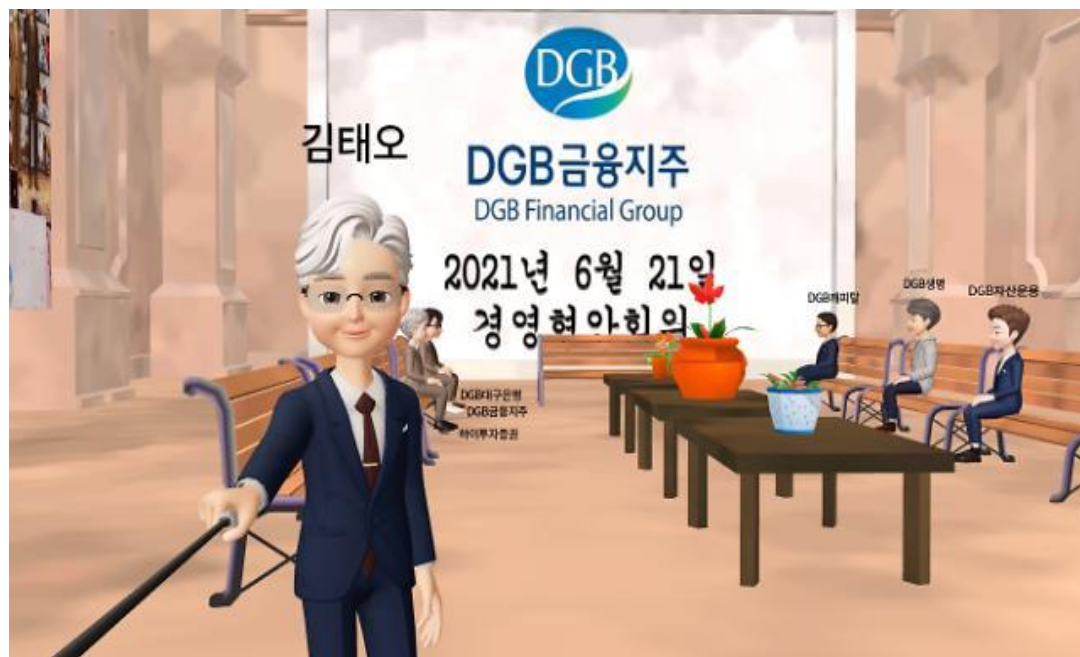 DGB
김태오
DGB금융지주
DGB Financial Group
2021년 6월 21일
경영현안회의
DGB캐피탈
DGB생명
DGB자산운용
DGB대구은행
DGB금융지주
하이투자증권